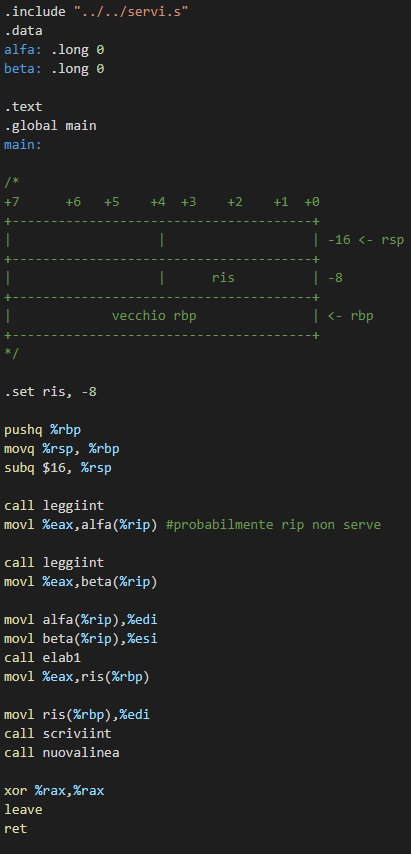 .include "../../servi.s"
.data
alfa: .long 0
beta: .long 0
.text
.global main
main:
/*
+7      +6   +5    +4  +3    +2    +1  +0
+---------------------------------------+
|                   |                   | -16 <- rsp
+---------------------------------------+
|                   |      ris          | -8
+---------------------------------------+
|             vecchio rbp               | <- rbp
+---------------------------------------+
*/
.set ris, -8
pushq %rbp
movq %rsp, %rbp
subq $16, %rsp
call leggiint
movl %eax,alfa(%rip) #probabilmente rip non serve
call leggiint
movl %eax,beta(%rip)
movl alfa(%rip),%edi
movl beta(%rip),%esi
call elab1
movl %eax,ris(%rbp)
movl ris(%rbp),%edi
call scriviint
call nuovalinea
xor %rax,%rax
leave
ret